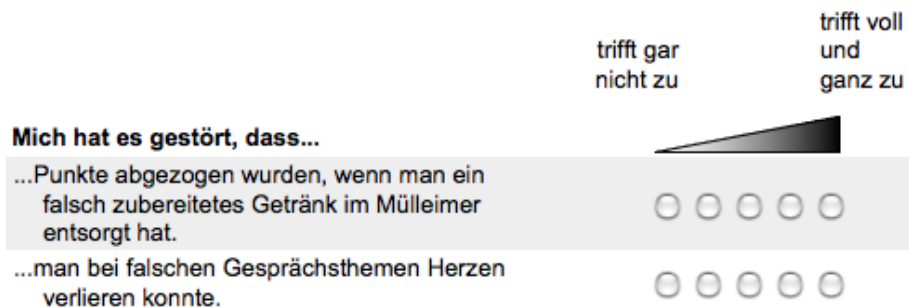 trifft gar
nicht zu
trifft voll
und
ganz zu
Mich hat es gestört, dass...
...Punkte abgezogen wurden, wenn man ein
falsch zubereitetes Getränk im Mülleimer
entsorgt hat.
...man bei falschen Gesprächsthemen Herzen
verlieren konnte.